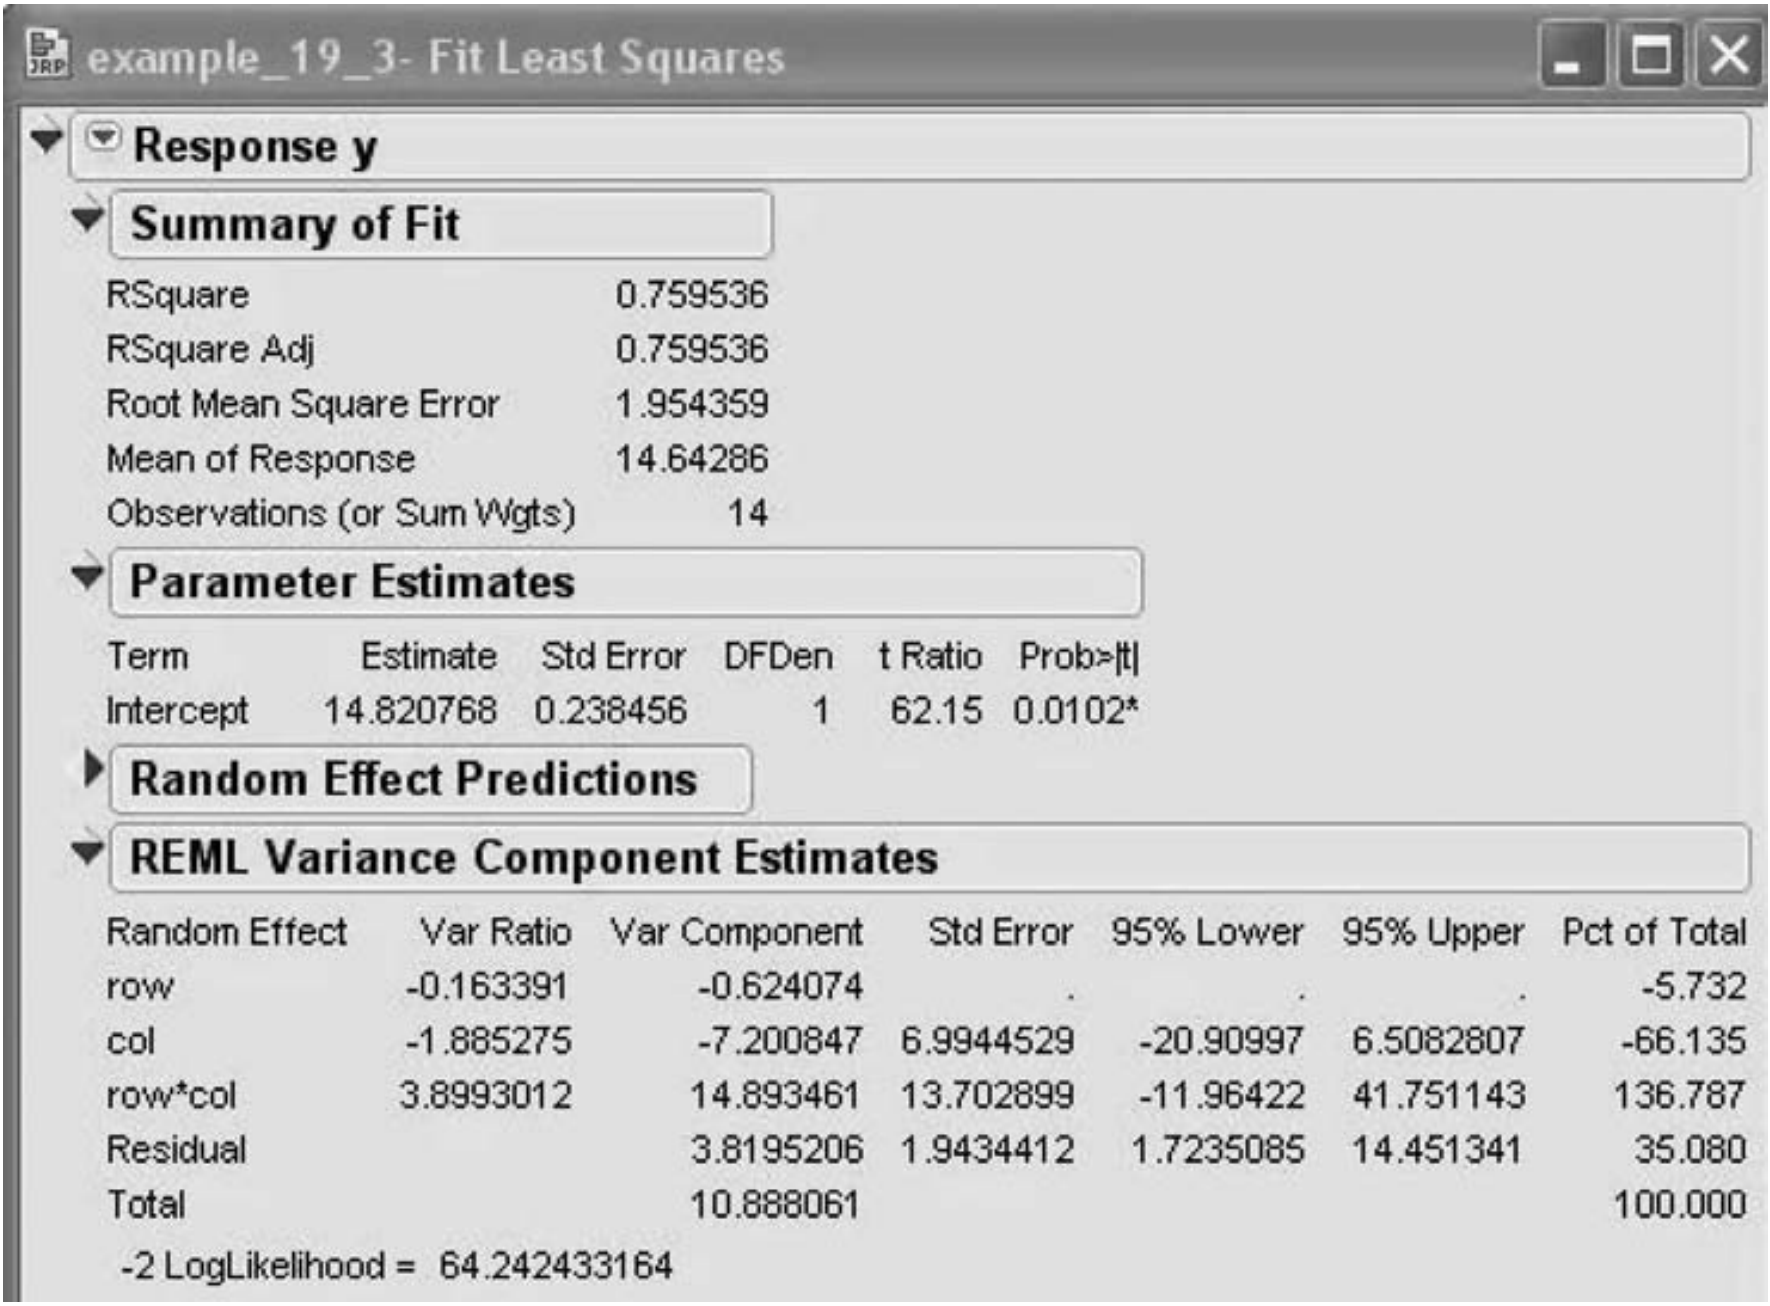 JRP example_19_3- Fit Least Squares
Response y
Summary of Fit
RSquare 0.759536
RSquare Adj 0.759536
Root Mean Square Error 1.954359
Mean of Response 14.64286
Observations (or Sum Wgts) 14
Parameter Estimates
Term Estimate Std Error DFDen t Ratio Prob>|t|
Intercept 14.820768 0.238456 1 62.15 0.0102*
Random Effect Predictions
REML Variance Component Estimates
Random Effect Var Ratio Var Component Std Error 95% Lower 95% Upper Pct of Total
row -0.163391 -0.624074 . . . -5.732
col -1.885275 -7.200847 6.9944529 -20.90997 6.5082807 -66.135
row*col 3.8993012 14.893461 13.702899 -11.96422 41.751143 136.787
Residual 3.8195206 1.9434412 1.7235085 14.451341 35.080
Total 10.888061 100.000
-2 LogLikelihood = 64.242433164